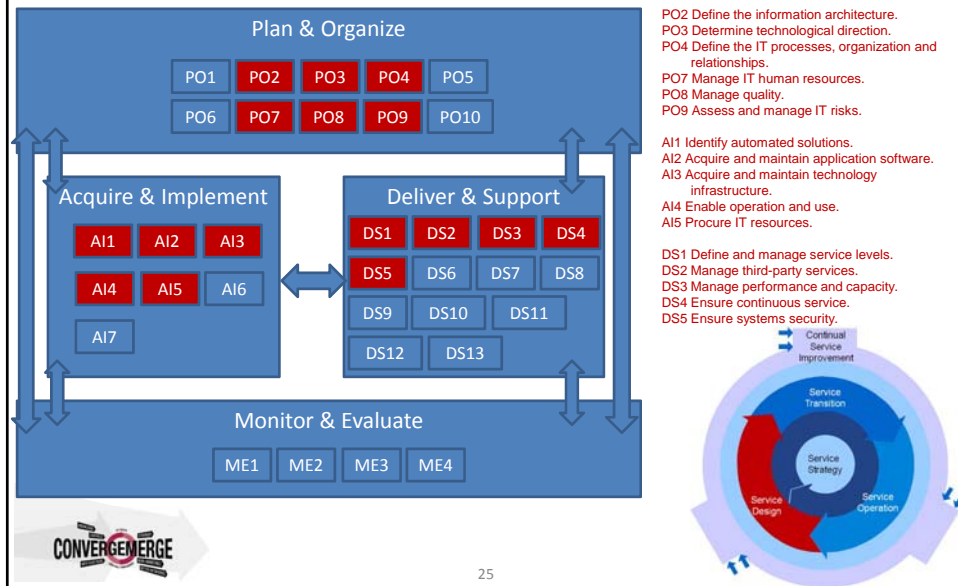 Plan & Organize
PO1 PO2 PO3 PO4 PO5
PO6 PO7 PO8 PO9 PO10
Acquire & Implement
AI1 AI2 AI3
AI4 AI5 AI6
AI7
Deliver & Support
DS1 DS2 DS3 DS4
DS5 DS6 DS7 DS8
DS9 DS10 DS11
DS12 DS13
Monitor & Evaluate
ME1 ME2 ME3 ME4
PO2 Define the information architecture.
PO3 Determine technological direction.
PO4 Define the IT processes, organization and
relationships.
PO7 Manage IT human resources.
PO8 Manage quality.
PO9 Assess and manage IT risks.
AI1 Identify automated solutions.
AI2 Acquire and maintain application software.
AI3 Acquire and maintain technology
infrastructure.
AI4 Enable operation and use.
AI5 Procure IT resources.
DS1 Define and manage service levels.
DS2 Manage third-party services.
DS3 Manage performance and capacity.
DS4 Ensure continuous service.
DS5 Ensure systems security.
Continual
Service
Improvement
Service
Transition
Service
Strategy
Service
Design
Service
Operation
CONVERGEMERGE
25